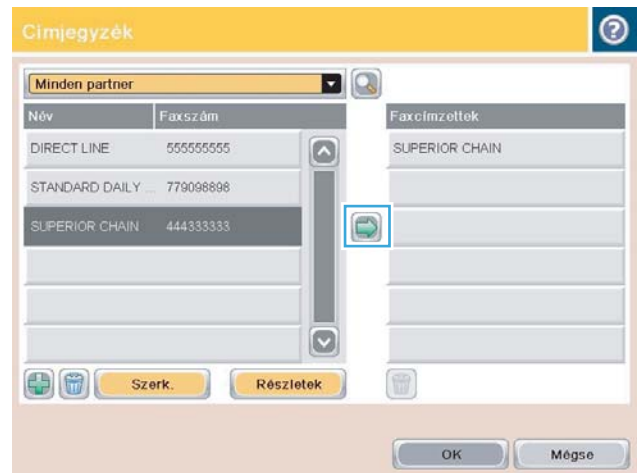 Címjegyzék
Minden partner
Név Faxszám Faxcímzettek
DIRECT LINE 555555555 SUPERIOR CHAIN
STANDARD DAILY ... 779098898
SUPERIOR CHAIN 444333333
Szerk. Részletek
OK Mégse